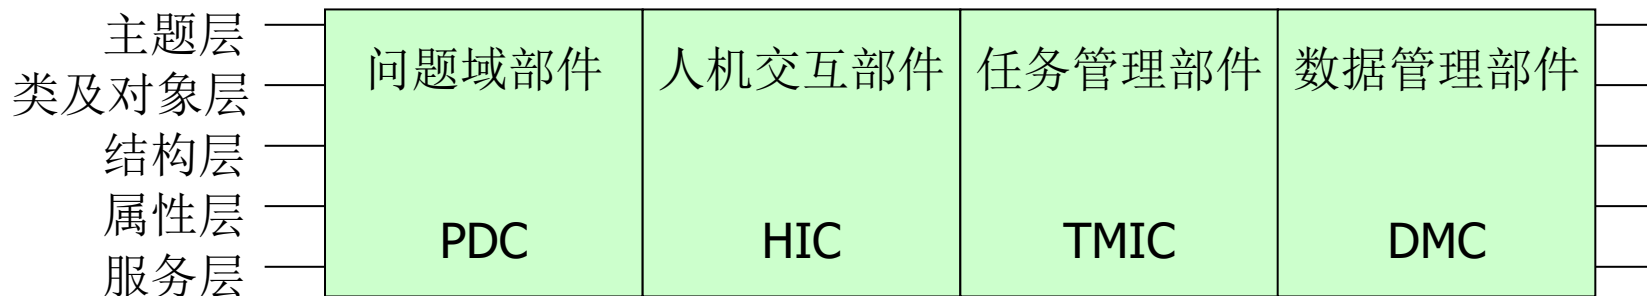 主题层
类及对象层
结构层
属性层
服务层
问题域部件
人机交互部件
任务管理部件
数据管理部件
PDC
HIC
TMIC
DMC